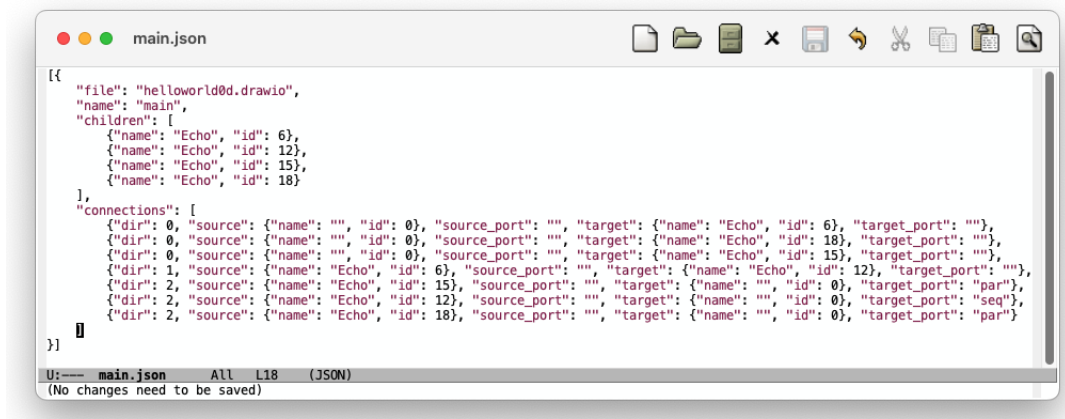 main.json
[{
    "file": "helloworld0d.drawio",
    "name": "main",
    "children": [
        {"name": "Echo", "id": 6},
        {"name": "Echo", "id": 12},
        {"name": "Echo", "id": 15},
        {"name": "Echo", "id": 18}
    ],
    "connections": [
        {"dir": 0, "source": {"name": "", "id": 0}, "source_port": "", "target": {"name": "Echo", "id": 6}, "target_port": ""},
        {"dir": 0, "source": {"name": "", "id": 0}, "source_port": "", "target": {"name": "Echo", "id": 18}, "target_port": ""},
        {"dir": 0, "source": {"name": "", "id": 0}, "source_port": "", "target": {"name": "Echo", "id": 15}, "target_port": ""},
        {"dir": 1, "source": {"name": "Echo", "id": 6}, "source_port": "", "target": {"name": "Echo", "id": 12}, "target_port": ""},
        {"dir": 2, "source": {"name": "Echo", "id": 15}, "source_port": "", "target": {"name": "", "id": 0}, "target_port": "par"},
        {"dir": 2, "source": {"name": "Echo", "id": 12}, "source_port": "", "target": {"name": "", "id": 0}, "target_port": "seq"},
        {"dir": 2, "source": {"name": "Echo", "id": 18}, "source_port": "", "target": {"name": "", "id": 0}, "target_port": "par"}
    ]
}]
U:--- main.json All L18 (JSON)
(No changes need to be saved)